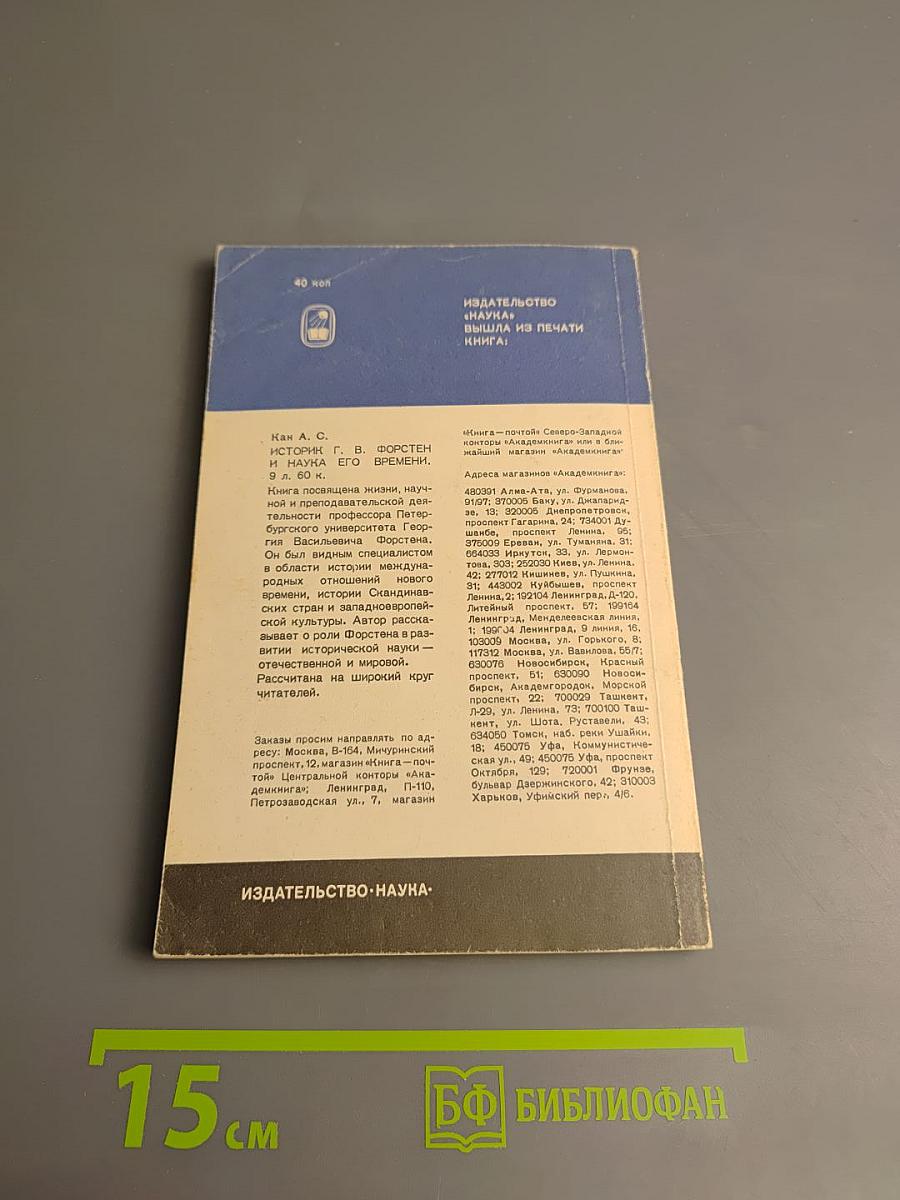 40 коп
ИЗДАТЕЛЬСТВО
«НАУКА»
ВЫШЛА ИЗ ПЕЧАТИ
КНИГА:
Кан А. С.
ИСТОРИК Г. В. ФОРСТЕН
И НАУКА ЕГО ВРЕМЕНИ.
9 л. 60 к.
Книга посвящена жизни, науч-
ной и преподавательской дея-
тельности профессора Петер-
бургского университета Геор-
гия Васильевича Форстена.
Он был видным специалистом
в области истории междуна-
родных отношений нового
времени, истории Скандинав-
ских стран и западноевропей-
ской культуры. Автор расска-
зывает о роли Форстена в раз-
витии исторической науки —
отечественной и мировой.
Рассчитана на широкий круг
читателей.
Заказы просим направлять по ад-
ресу: Москва, В-164, Мичуринский
проспект, 12, магазин «Книга — поч-
той» Центральной конторы «Ака-
демкнига»; Ленинград, П-110,
Петрозаводская ул., 7, магазин
«Книга — почтой» Северо-Западной
конторы «Академкнига» или в бли-
жайший магазин «Академкнига»
Адреса магазинов «Академкнига»:
480391 Алма-Ата, ул. Фурманова,
91/97; 370005 Баку, ул. Джапарид-
зе, 13; 320005 Днепропетровск,
проспект Гагарина, 24; 734001 Ду-
шанбе, проспект Ленина, 95;
375009 Ереван, ул. Туманяна, 31;
664033 Иркутск, 33, ул. Лермон-
това, 303; 252030 Киев, ул. Ленина,
42; 277012 Кишинев, ул. Пушкина,
31; 443002 Куйбышев, проспект
Ленина, 2; 192104 Ленинград, Д-120,
Литейный проспект, 57; 199164
Ленинград, Менделеевская линия,
1; 199004 Ленинград, 9 линия, 16,
103009 Москва, ул. Горького, 8;
117312 Москва, ул. Вавилова, 55/7;
630076 Новосибирск, Красный
проспект, 51; 630090 Новоси-
бирск, Академгородок, Морской
проспект, 22; 700029 Ташкент,
Л-29, ул. Ленина, 73; 700100 Таш-
кент, ул. Шота Руставели, 43;
634050 Томск, наб. реки Ушайки,
18; 450075 Уфа, Коммунистиче-
ская ул., 49; 450075 Уфа, проспект
Октября, 129; 720001 Фрунзе,
бульвар Дзержинского, 42; 310003
Харьков, Уфимский пер., 4/6.
ИЗДАТЕЛЬСТВО·НАУКА·
15 см
БФ БИБЛИОФАН